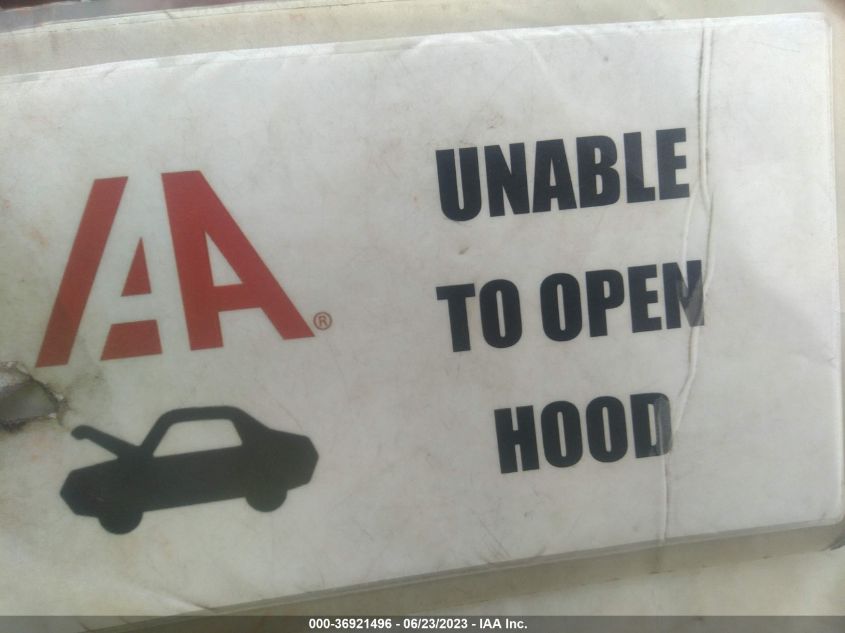 IAA®
UNABLE
TO OPEN
HOOD
000-36921496 - 06/23/2023 - IAA Inc.